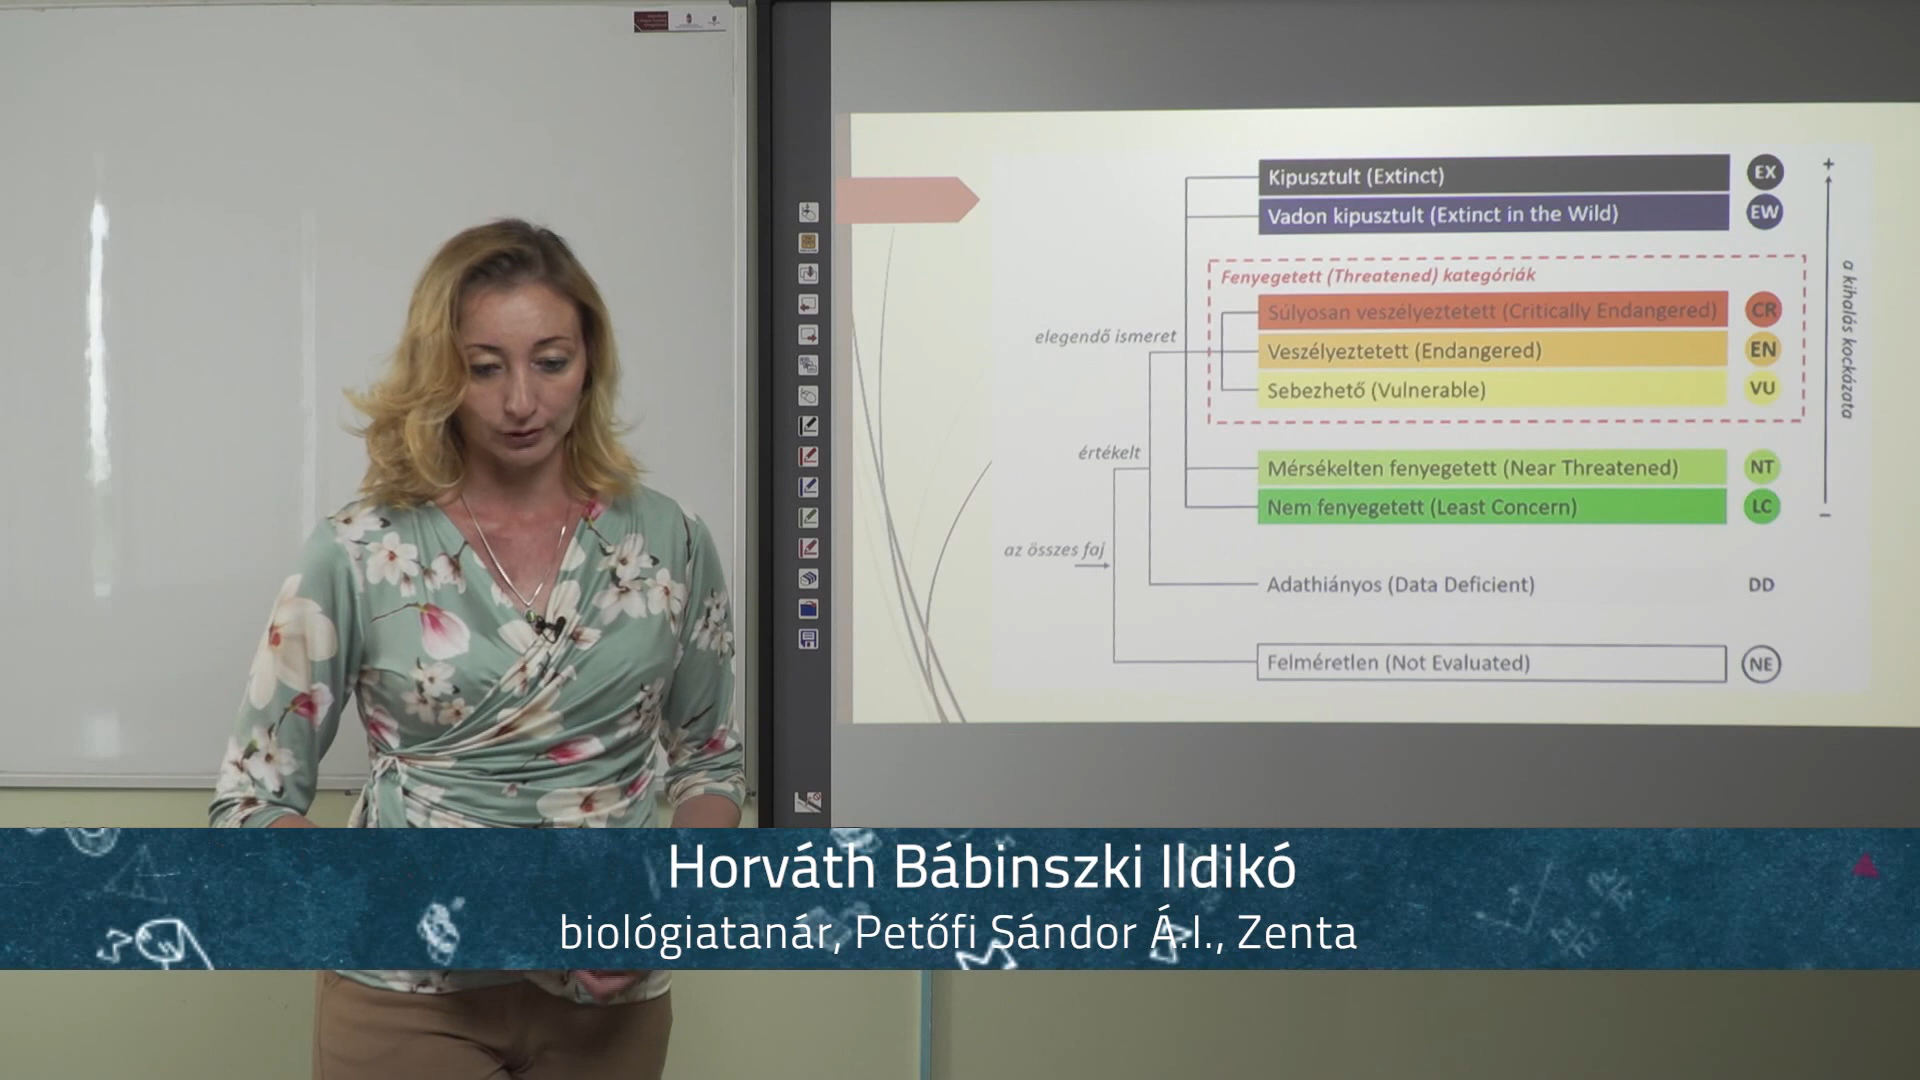 Kipusztult (Extinct)
EX
Vadon kipusztult (Extinct in the Wild)
EW
+
Fenyegetett (Threatened) kategóriák
Súlyosan veszélyeztetett (Critically Endangered)
CR
elegendő ismeret
Veszélyeztetett (Endangered)
EN
a kihalás kockázata
Sebezhető (Vulnerable)
VU
értékelt
Mérsékelten fenyegetett (Near Threatened)
NT
Nem fenyegetett (Least Concern)
LC
–
az összes faj
Adathiányos (Data Deficient)
DD
Felméretlen (Not Evaluated)
NE
Horváth Bábinszki Ildikó
biológiatanár, Petőfi Sándor Á.I., Zenta